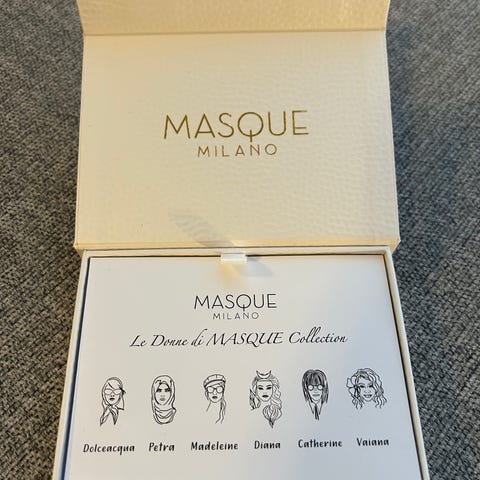 MASQUE
MILANO
MASQUE
MILANO
Le Donne di MASQUE Collection
Dolceacqua Petra Madeleine Diana Catherine Vaiana